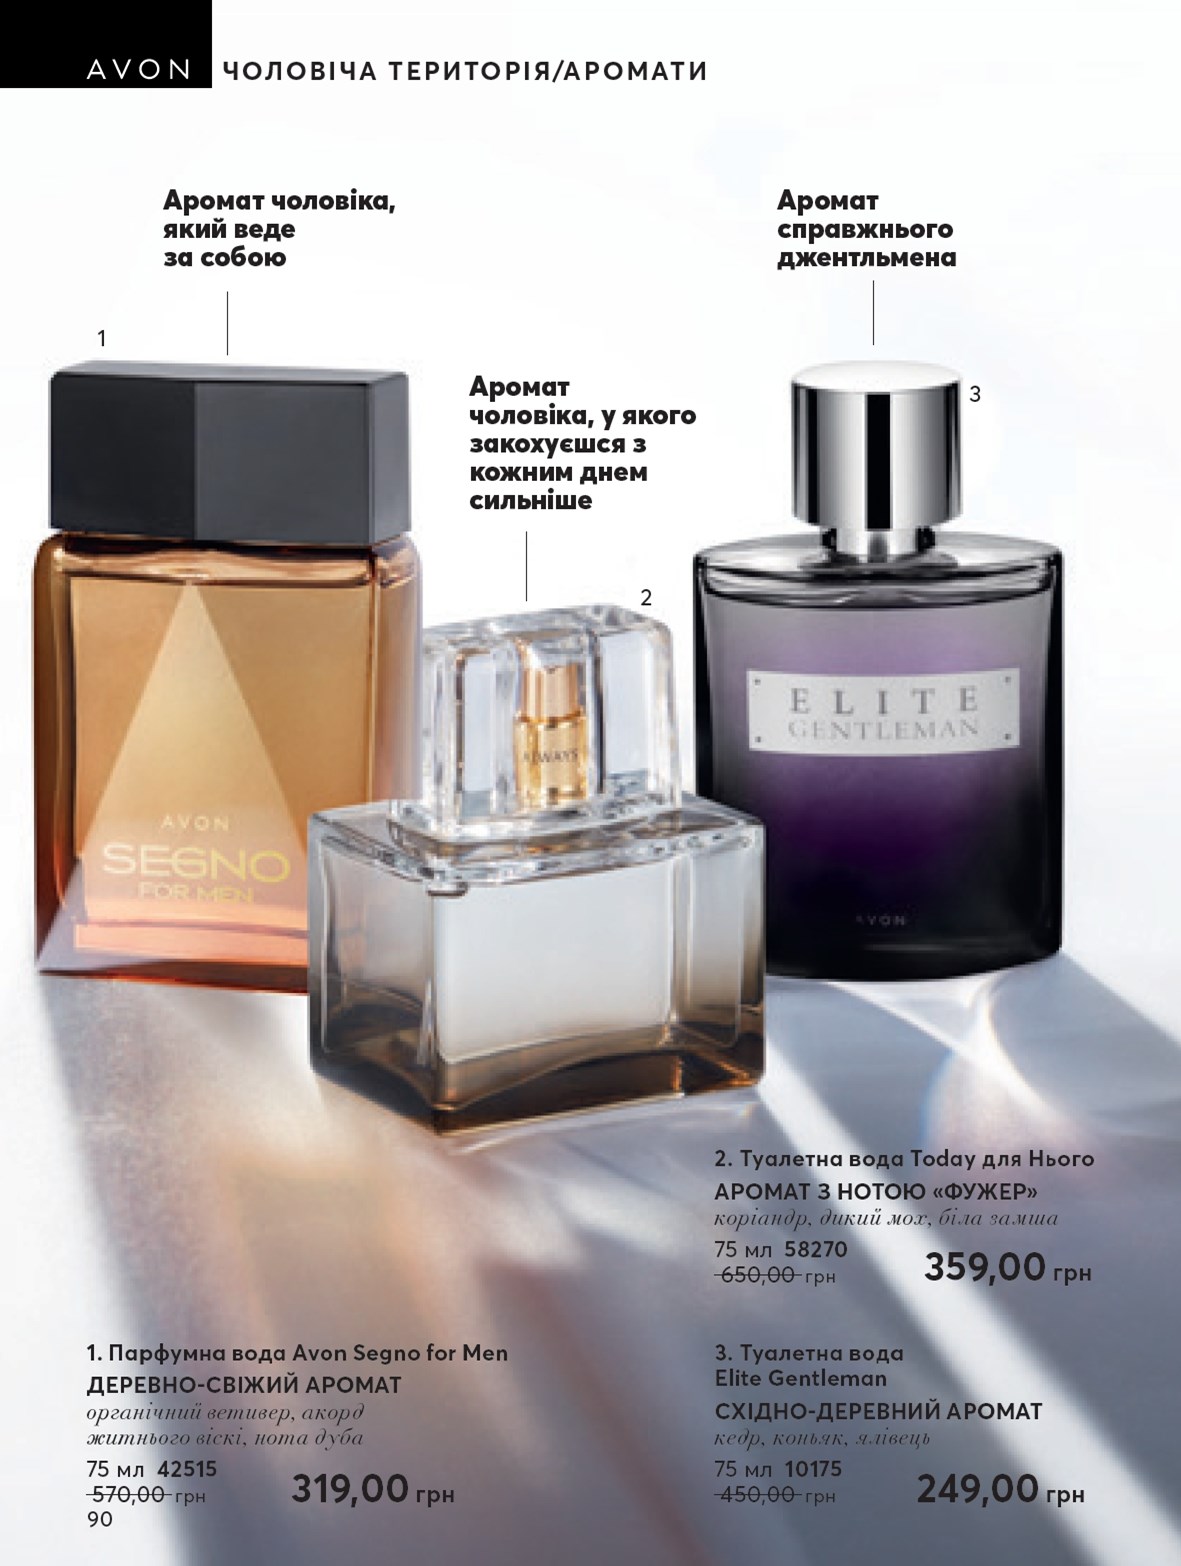 AVON ЧОЛОВІЧА ТЕРИТОРІЯ/АРОМАТИ
Аромат чоловіка,
який веде
за собою
1
Аромат
чоловіка, у якого
закохуєшся з
кожним днем
сильніше
2
Аромат
справжнього
джентльмена
3
AVON
SEGNO
FOR MEN
ALWAYS
ELITE
GENTLEMAN
AVON
2. Туалетна вода Today для Нього
АРОМАТ З НОТОЮ «ФУЖЕР»
коріандр, дикий мох, біла замша
75 мл 58270
650,00 грн 359,00 грн
1. Парфумна вода Avon Segno for Men
ДЕРЕВНО-СВІЖИЙ АРОМАТ
органічний ветивер, акорд
житнього віскі, нота дуба
75 мл 42515
570,00 грн 319,00 грн
3. Туалетна вода
Elite Gentleman
СХІДНО-ДЕРЕВНИЙ АРОМАТ
кедр, коньяк, ялівець
75 мл 10175
450,00 грн 249,00 грн
90